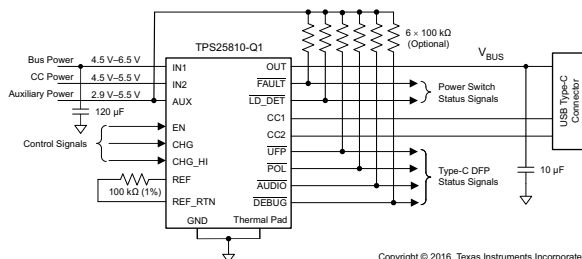 TPS25810-Q1
6 × 100 kΩ
(Optional)
Bus Power 4.5 V–6.5 V
CC Power 4.5 V–5.5 V
Auxiliary Power 2.9 V–5.5 V
120 µF
Control Signals
IN1
IN2
AUX
EN
CHG
CHG_HI
REF
REF_RTN
100 kΩ (1%)
GND
Thermal Pad
OUT
FAULT
LD_DET
CC1
CC2
UFP
POL
AUDIO
DEBUG
VBUS
Power Switch
Status Signals
Type-C DFP
Status Signals
10 µF
USB Type-C
Connector
Copyright © 2016, Texas Instruments Incorporate